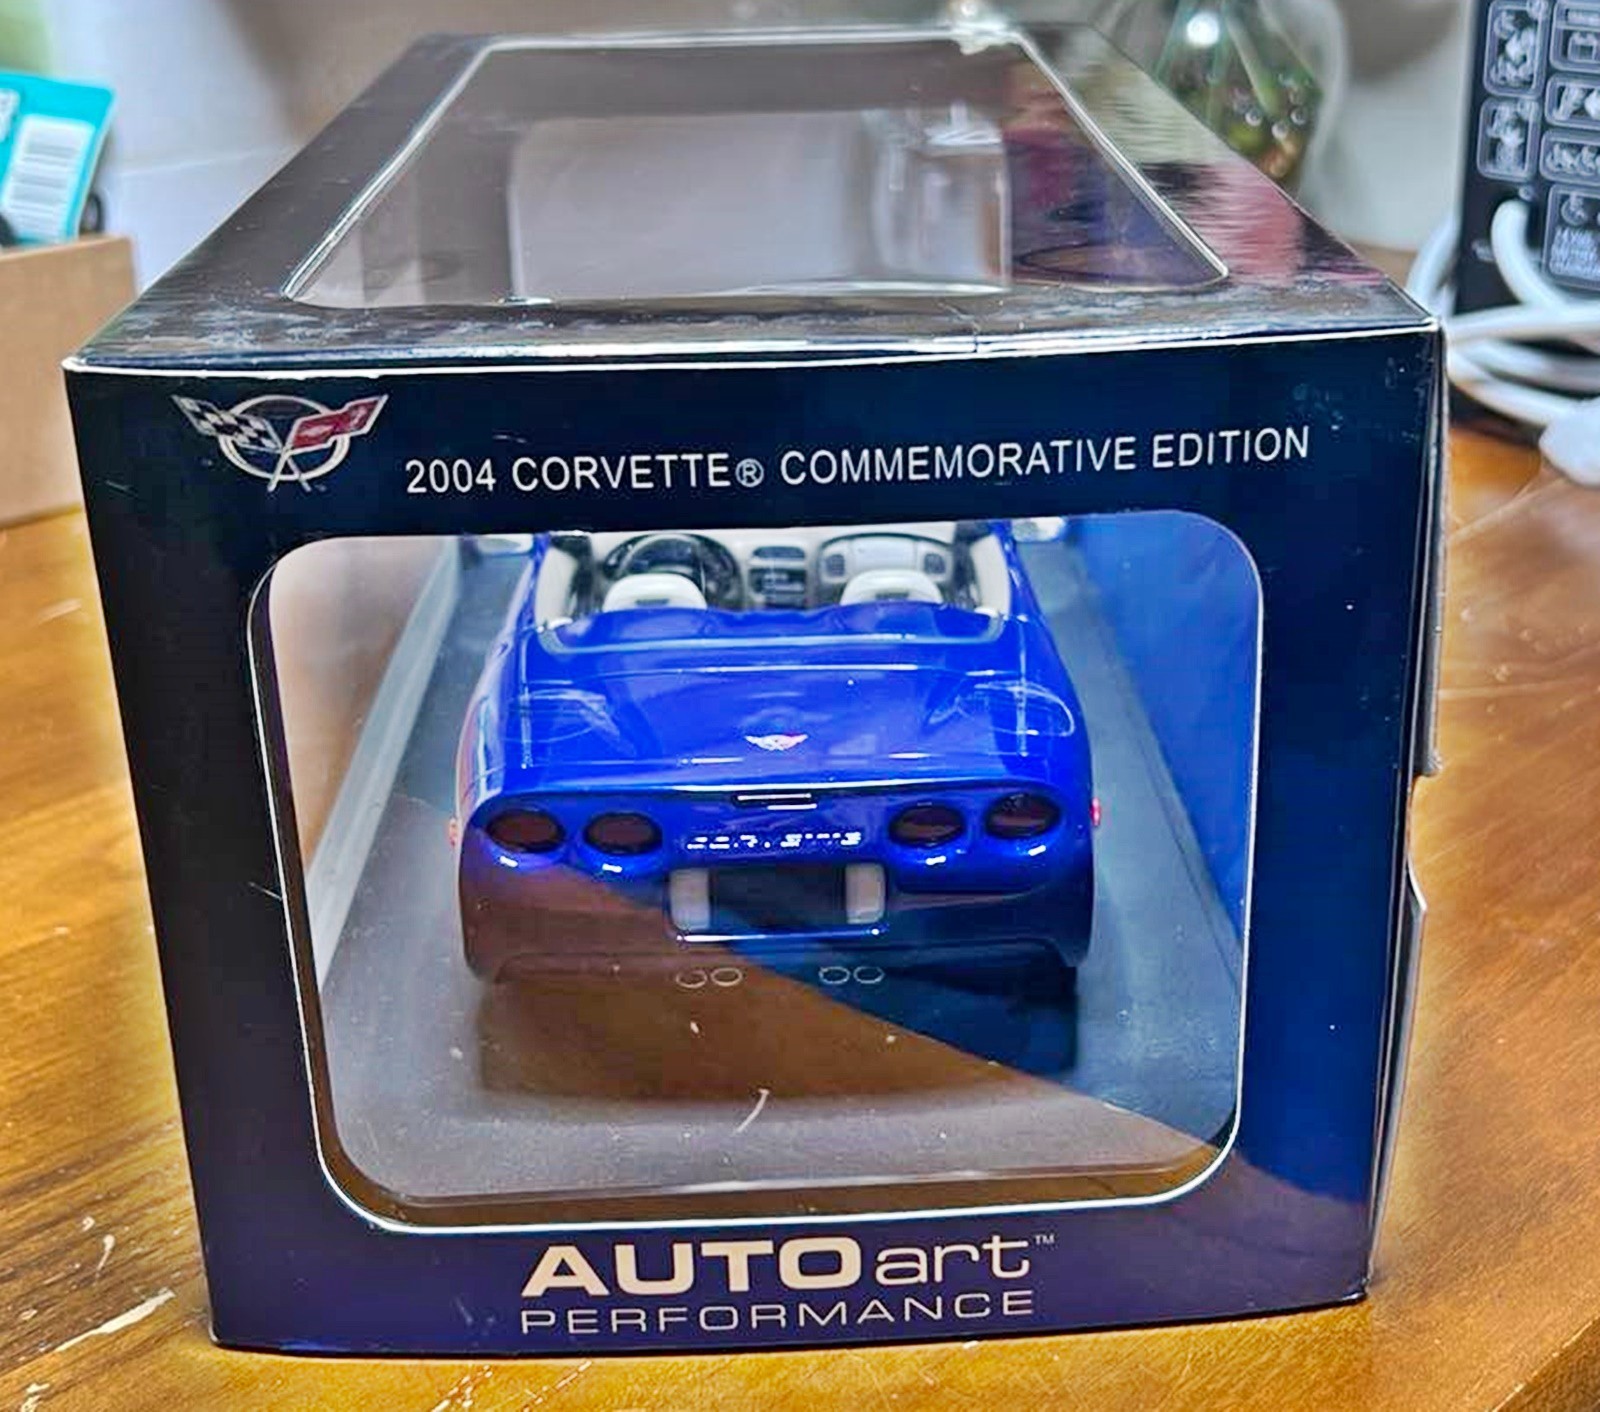 2004 CORVETTE® COMMEMORATIVE EDITION
AUTOart™
PERFORMANCE